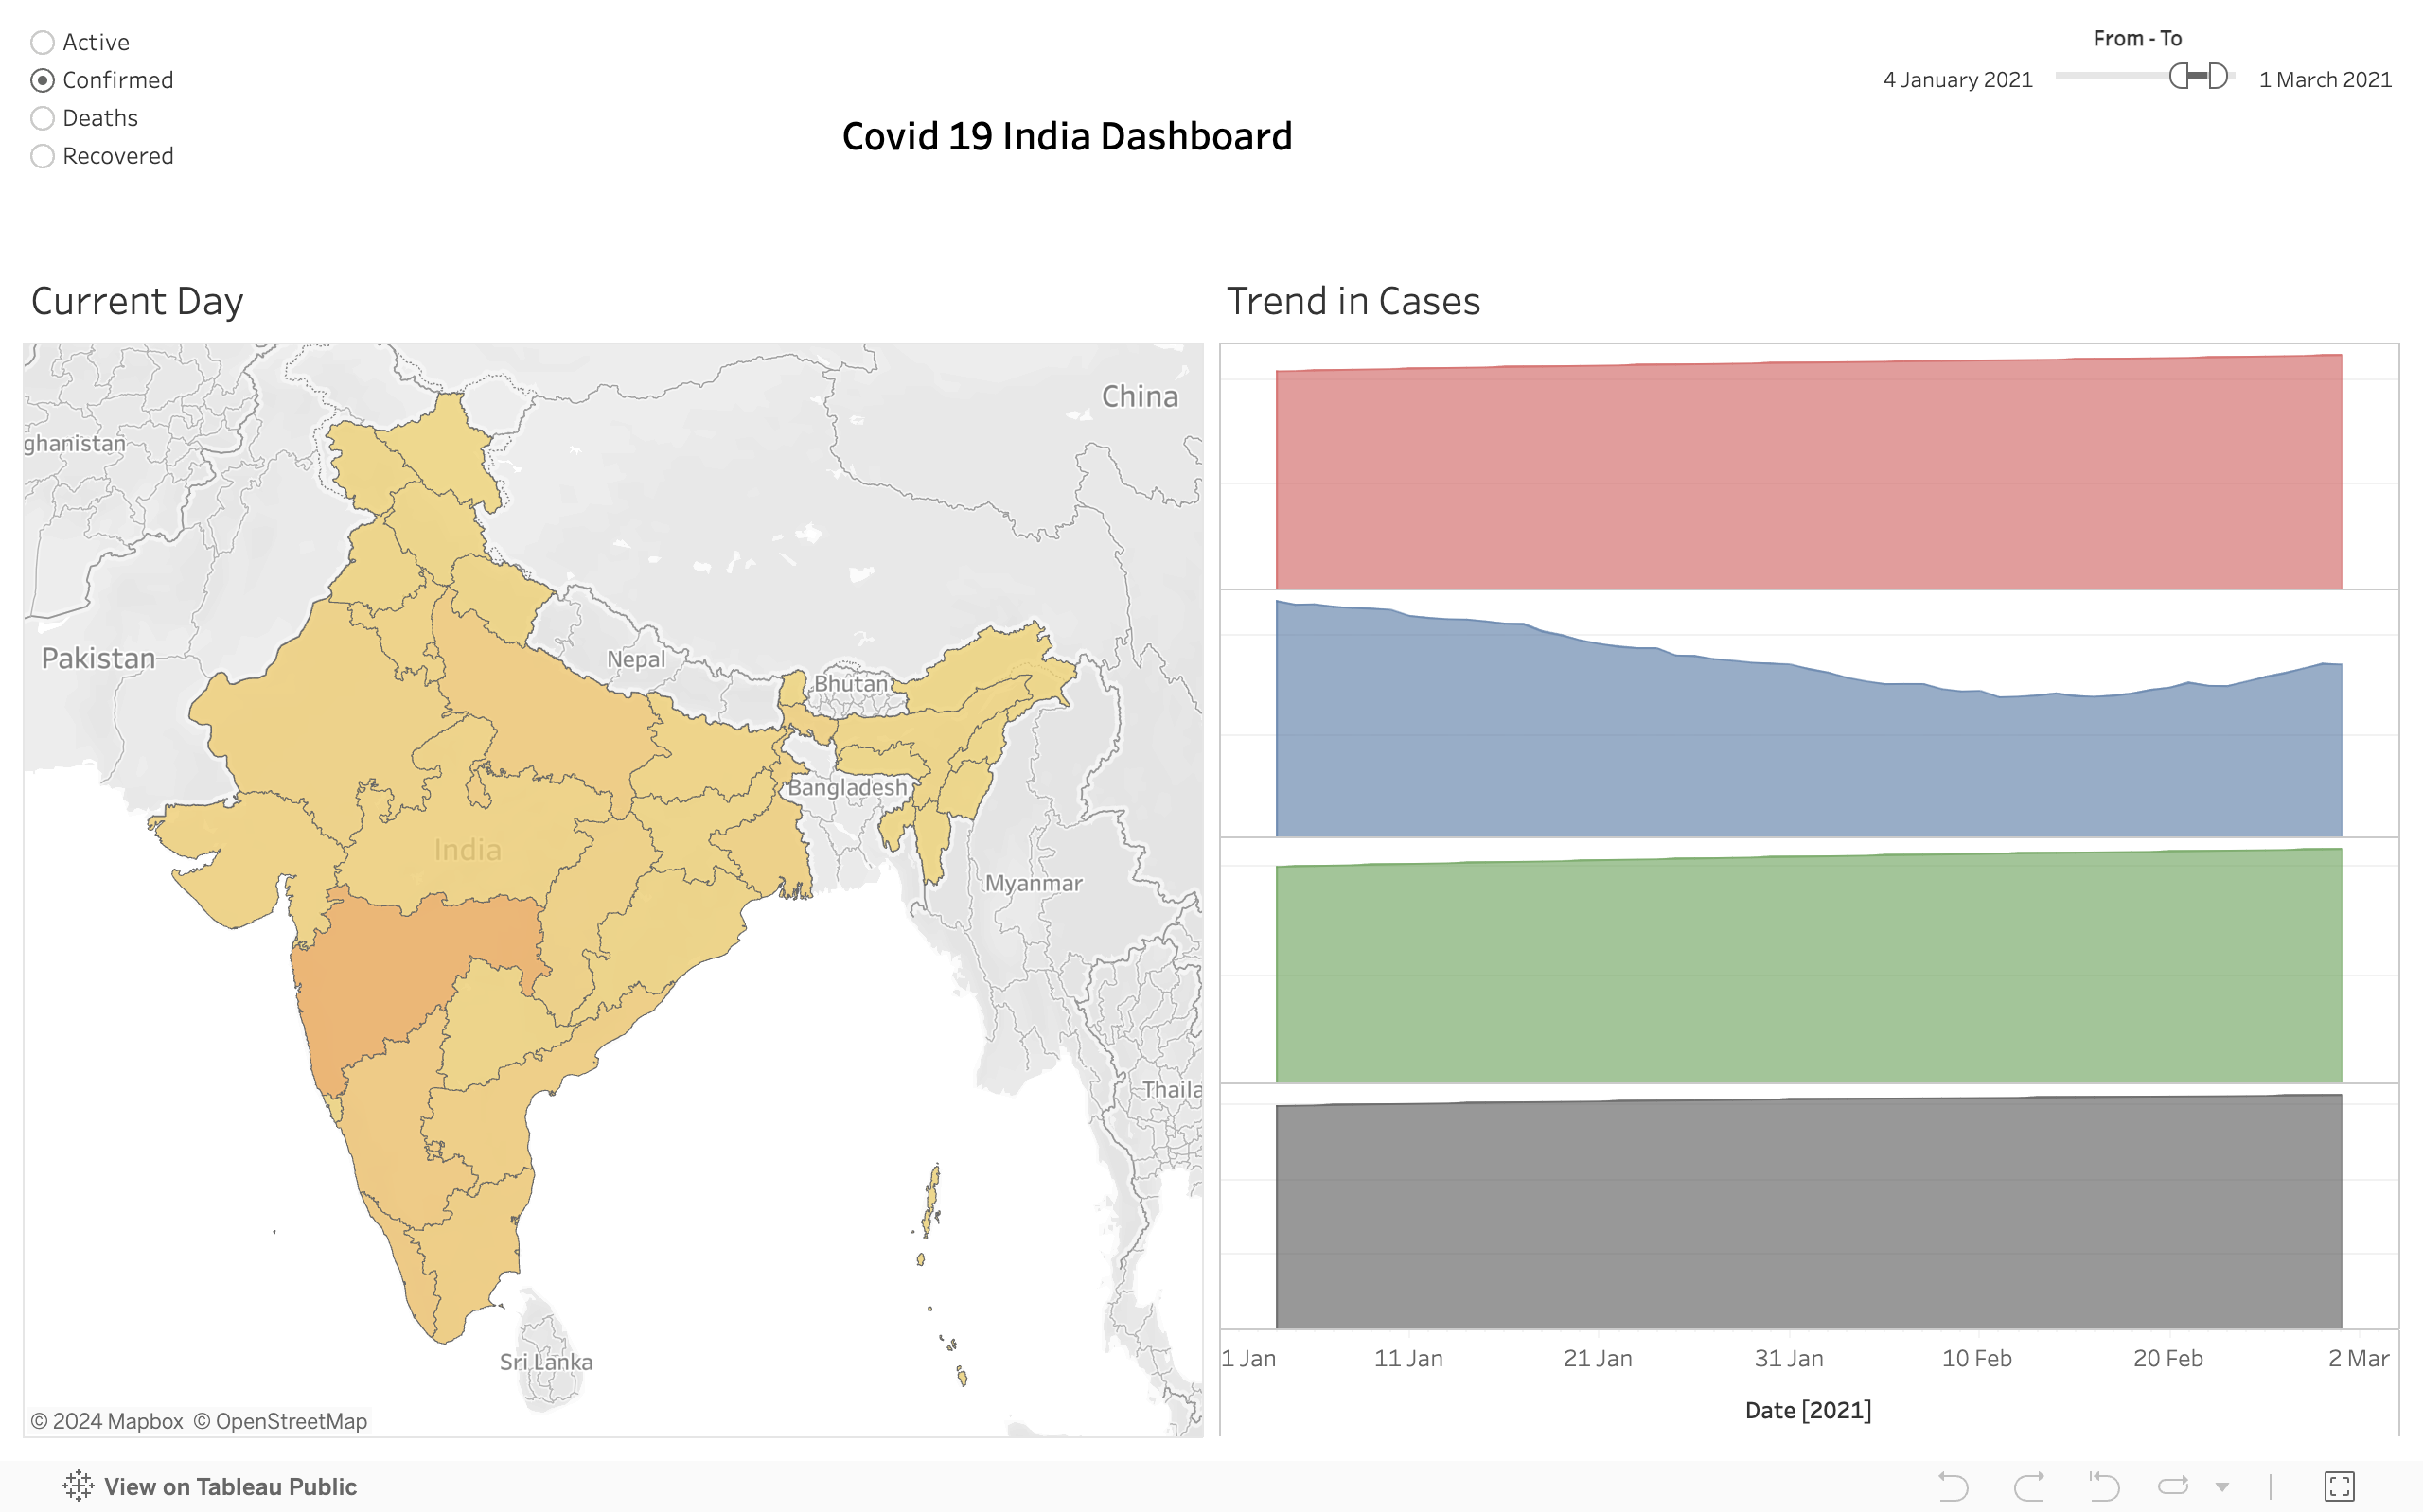 Active
Confirmed
Deaths
Recovered
From - To
4 January 2021
1 March 2021
Covid 19 India Dashboard
Current Day
Trend in Cases
China
ghanistan
Pakistan
Nepal
Bhutan
Bangladesh
India
Myanmar
Thaila
Sri Lanka
© 2024 Mapbox © OpenStreetMap
1 Jan
11 Jan
21 Jan
31 Jan
10 Feb
20 Feb
2 Mar
Date [2021]
View on Tableau Public